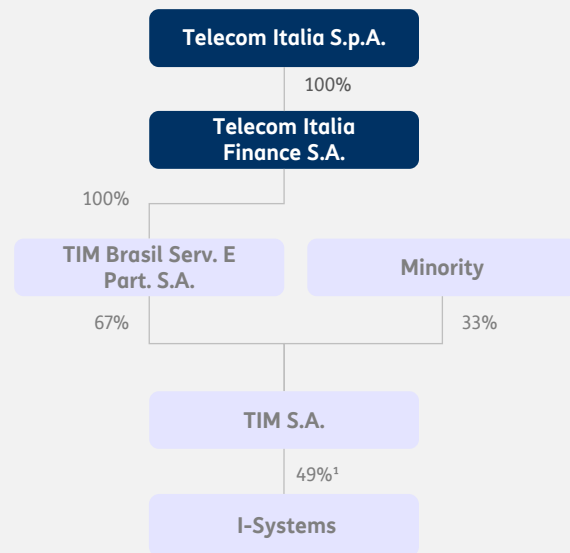 Telecom Italia S.p.A.
100%
Telecom Italia
Finance S.A.
100%
TIM Brasil Serv. E
Part. S.A.
Minority
67%
33%
TIM S.A.
49%¹
I-Systems